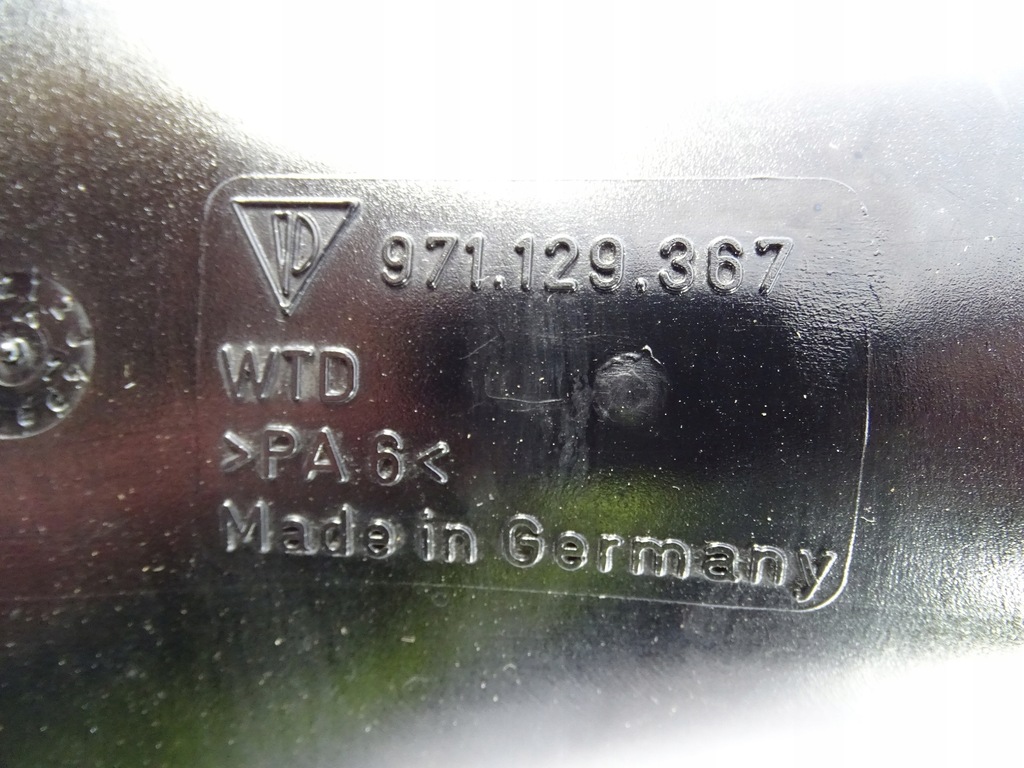 971.129.367
WTD
>PA 6<
Made in Germany